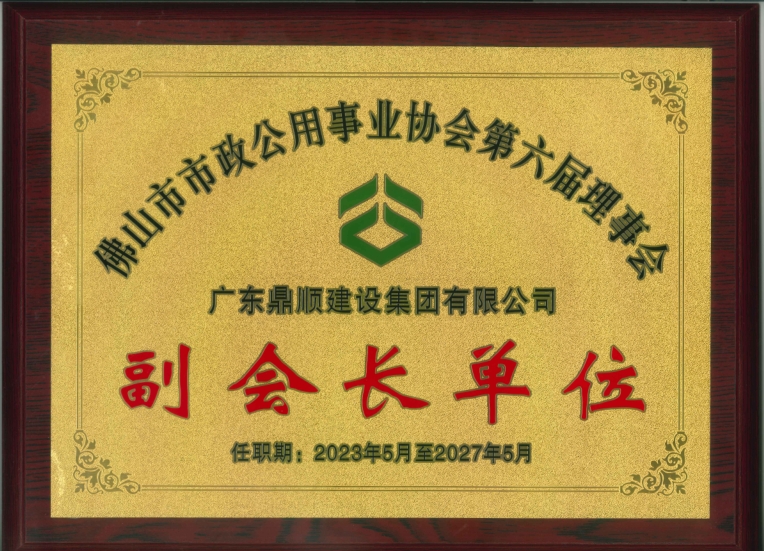 佛山市市政公用事业协会第六届理事会
广东鼎顺建设集团有限公司
副会长单位
任职期：2023年5月至2027年5月